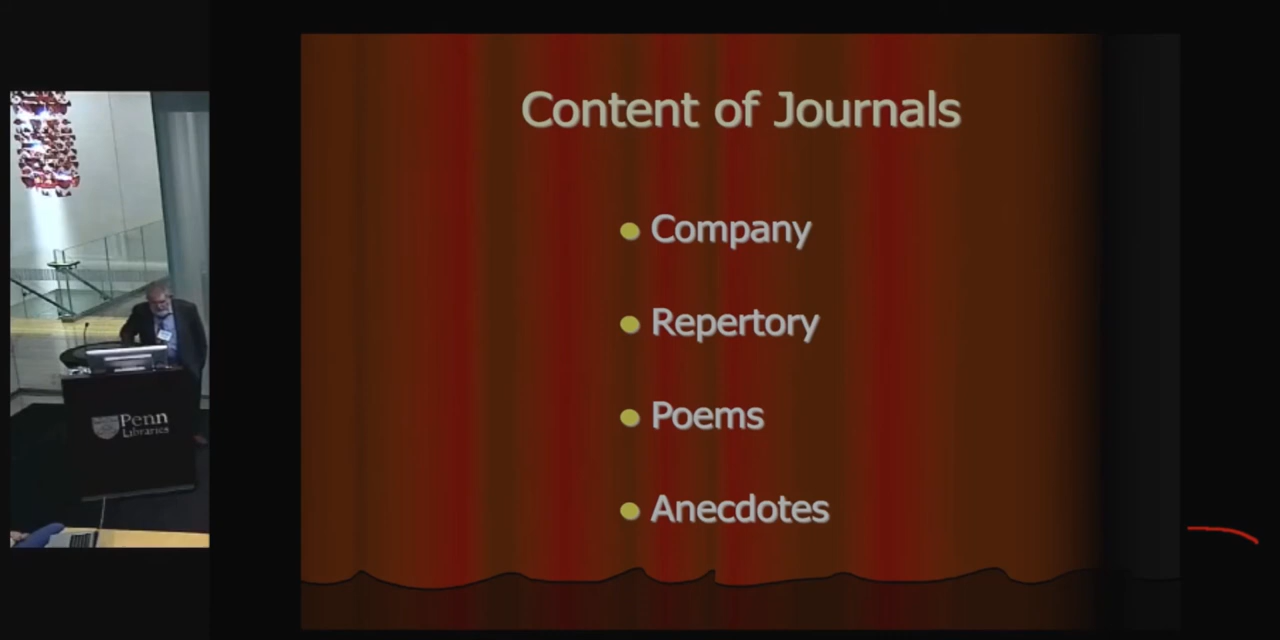 Content of Journals
Company
Repertory
Poems
Anecdotes
Penn
Libraries